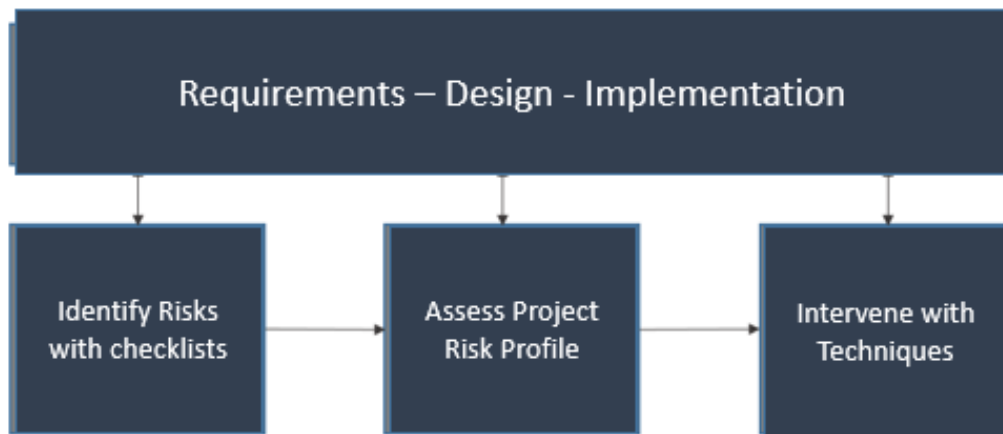 Requirements – Design - Implementation
Identify Risks
with checklists
Assess Project
Risk Profile
Intervene with
Techniques